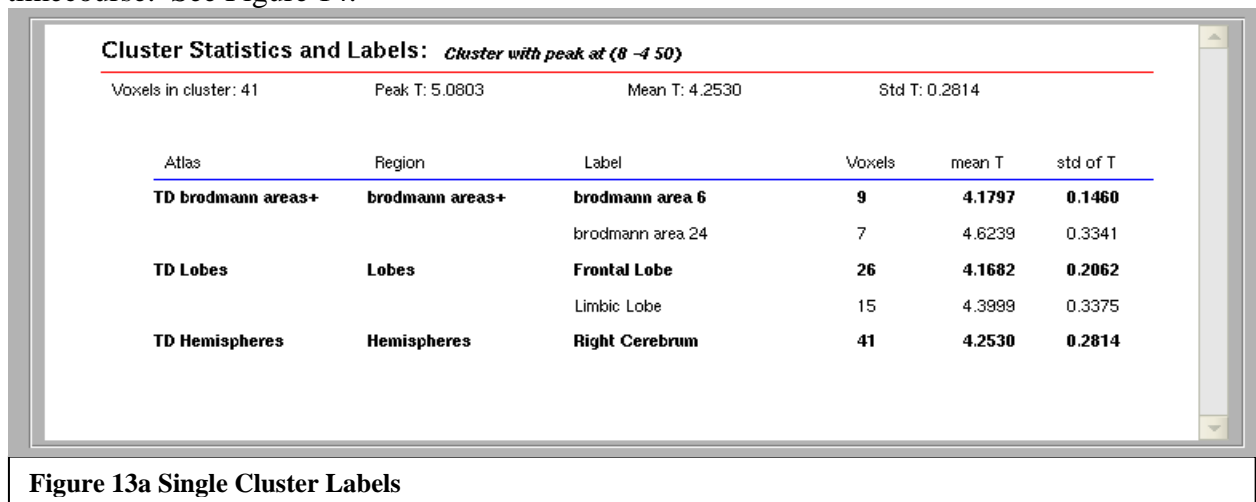 timecourse. See Figure 14.
Cluster Statistics and Labels: Cluster with peak at (8 -4 50)
Voxels in cluster: 41 Peak T: 5.0803 Mean T: 4.2530 Std T: 0.2814
Atlas Region Label Voxels mean T std of T
TD brodmann areas+ brodmann areas+ brodmann area 6 9 4.1797 0.1460
brodmann area 24 7 4.6239 0.3341
TD Lobes Lobes Frontal Lobe 26 4.1682 0.2062
Limbic Lobe 15 4.3999 0.3375
TD Hemispheres Hemispheres Right Cerebrum 41 4.2530 0.2814
Figure 13a Single Cluster Labels